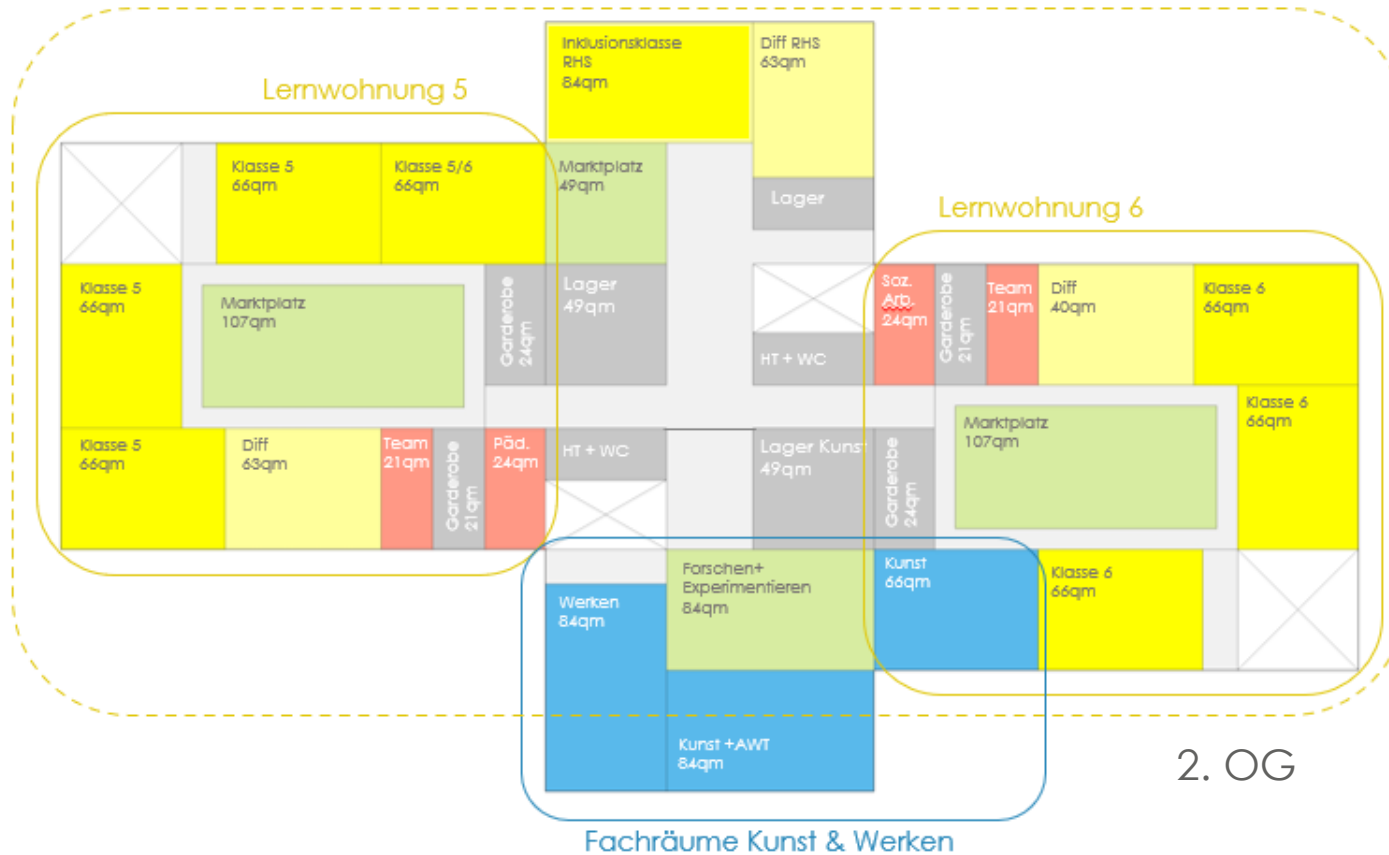 Inklusionsklasse
RHS
84qm
Diff RHS
63qm
Lernwohnung 5
Klasse 5
66qm
Klasse 5/6
66qm
Marktplatz
49qm
Lager
Lernwohnung 6
Klasse 5
66qm
Marktplatz
107qm
Garderobe
24qm
Lager
49qm
HT + WC
Soz.
Arb.
24qm
Garderobe
21qm
Team
21qm
Diff
40qm
Klasse 6
66qm
Klasse 6
66qm
Marktplatz
107qm
Klasse 5
66qm
Diff
63qm
Team
21qm
Garderobe
21qm
Päd.
24qm
HT + WC
Lager Kunst
49qm
Garderobe
24qm
Forschen+
Experimentieren
84qm
Kunst
66qm
Klasse 6
66qm
Werken
84qm
Kunst +AWT
84qm
2. OG
Fachräume Kunst & Werken